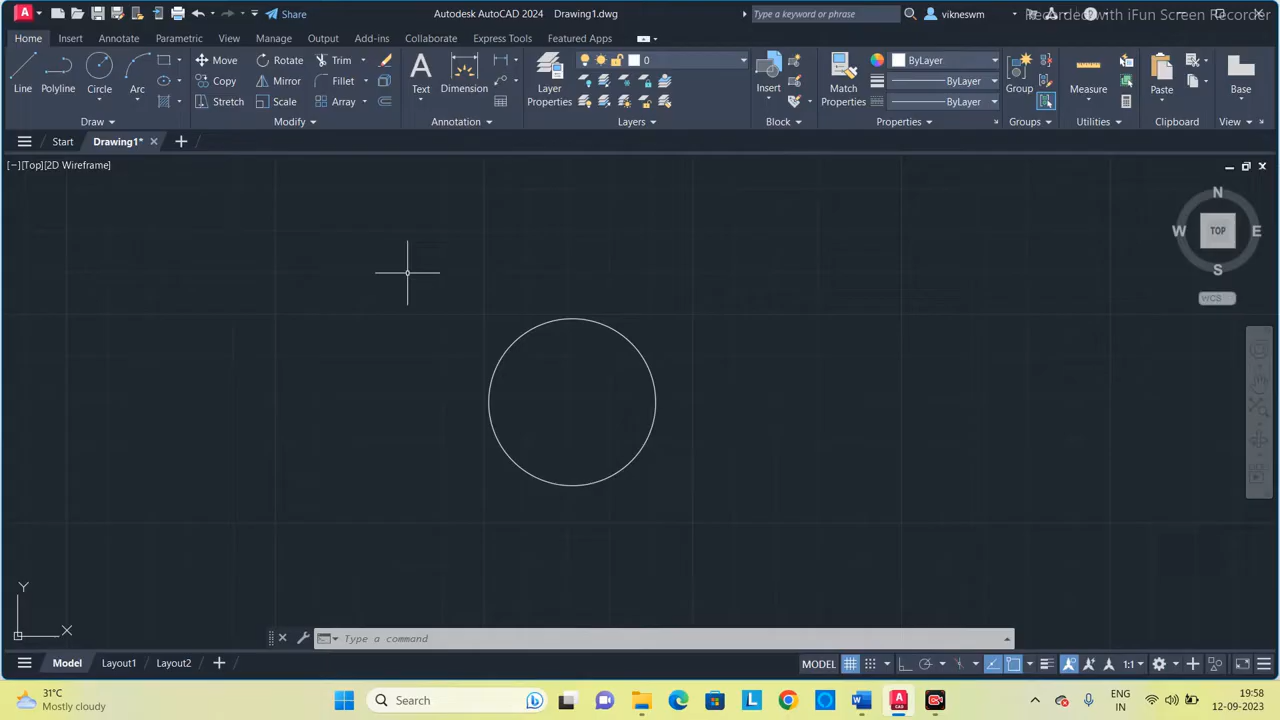 Share
Autodesk AutoCAD 2024 Drawing1.dwg
Type a keyword or phrase
vikneswm
Recorded with iFun Screen Recorder
Home Insert Annotate Parametric View Manage Output Add-ins Collaborate Express Tools Featured Apps
Line Polyline Circle Arc
Draw
Move Rotate Trim
Copy Mirror Fillet
Stretch Scale Array
Modify
Text Dimension
Annotation
Layer Properties
0
Layers
Insert
Block
Match Properties
ByLayer
ByLayer
ByLayer
Properties
Group
Groups
Measure
Utilities
Paste
Clipboard
Base
View
Start Drawing1*
[−][Top][2D Wireframe]
N
W TOP E
S
WCS
Y
X
Type a command
Model Layout1 Layout2
MODEL 1:1
31°C
Mostly cloudy
Search
ENG
IN
19:58
12-09-2023